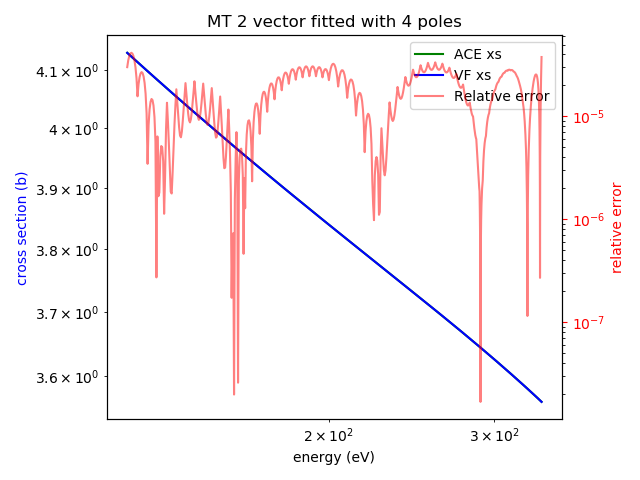 MT 2 vector fitted with 4 poles
ACE xs
VF xs
Relative error
4.1 × 10⁰
4 × 10⁰
3.9 × 10⁰
3.8 × 10⁰
3.7 × 10⁰
3.6 × 10⁰
cross section (b)
10⁻⁵
10⁻⁶
10⁻⁷
relative error
2 × 10²
3 × 10²
energy (eV)